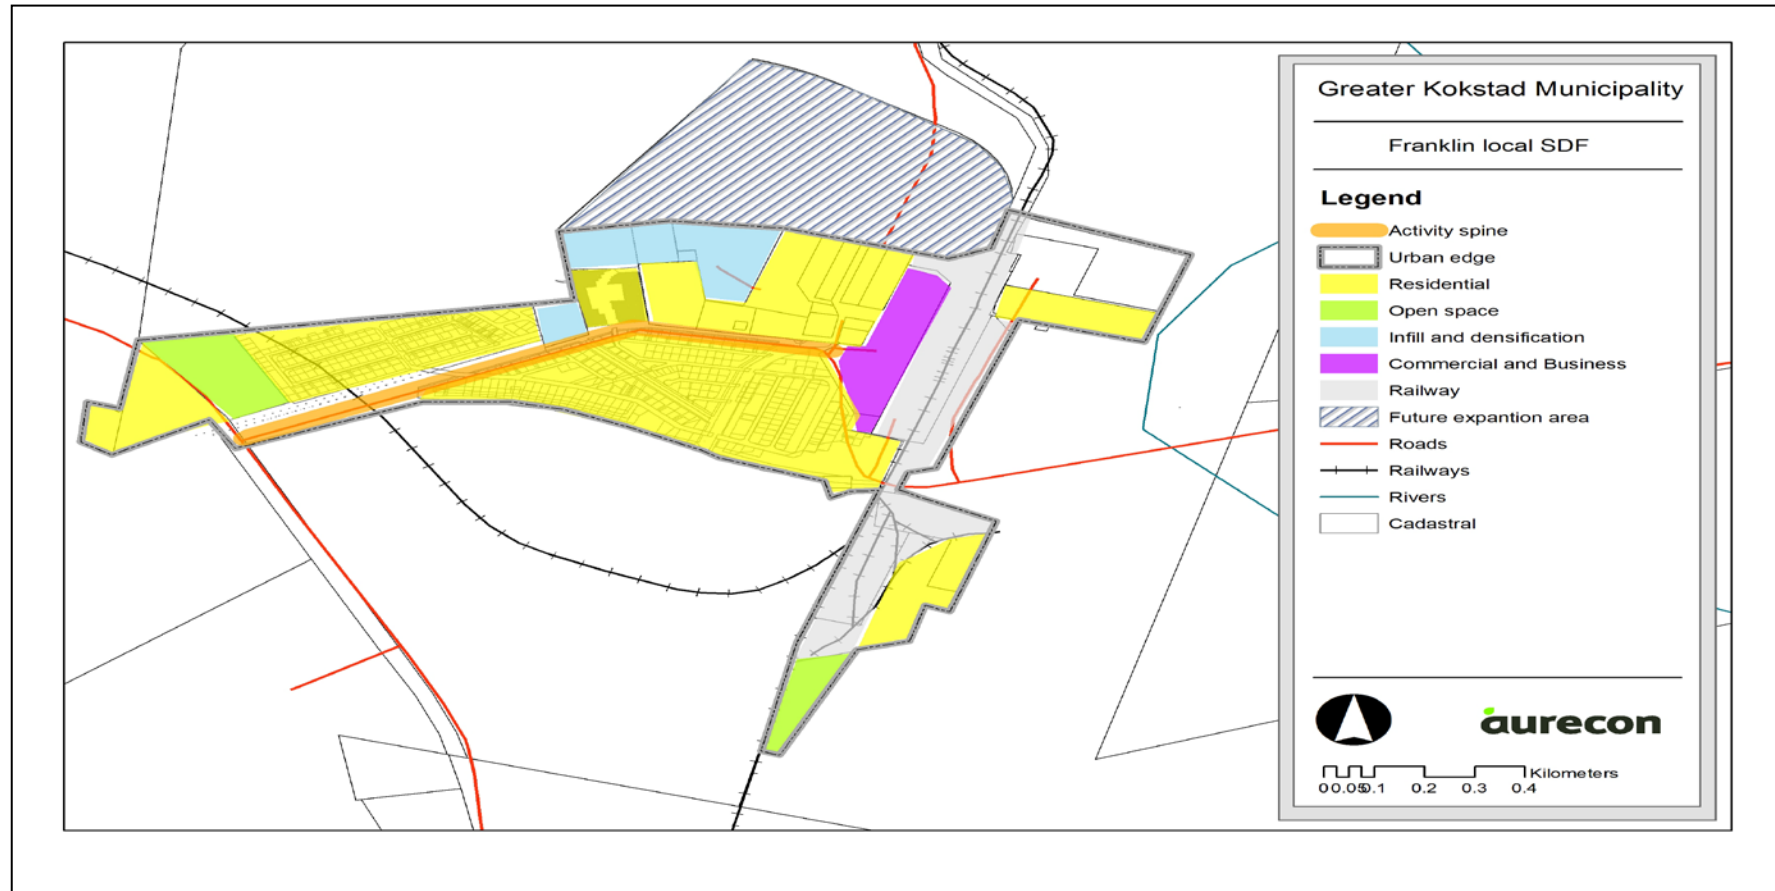 Greater Kokstad Municipality
Franklin local SDF
Legend
Activity spine
Urban edge
Residential
Open space
Infill and densification
Commercial and Business
Railway
Future expantion area
Roads
Railways
Rivers
Cadastral
aurecon
Kilometers
0 0.05 0.1 0.2 0.3 0.4